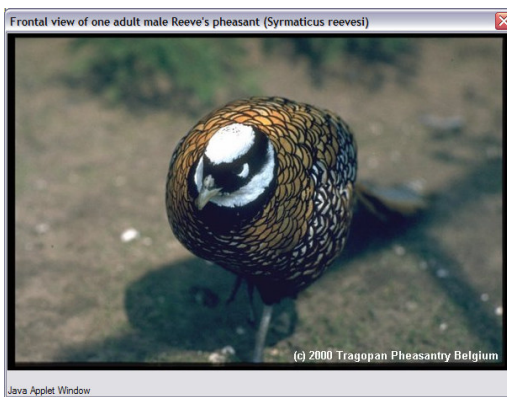 Frontal view of one adult male Reeve's pheasant (Syrmaticus reevesi)
(c) 2000 Tragopan Pheasantry Belgium
Java Applet Window